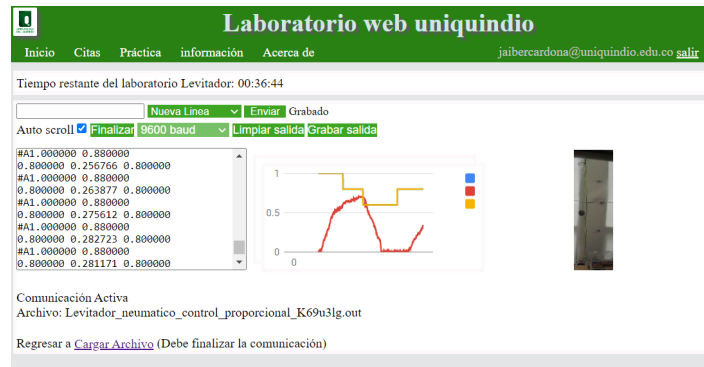 Laboratorio web uniquindio
Inicio Citas Práctica información Acerca de jaibercardona@uniquindio.edu.co salir
Tiempo restante del laboratorio Levitador: 00:36:44
Nueva Linea Enviar Grabado
Auto scroll Finalizar 9600 baud Limpiar salida Grabar salida
#A1.000000 0.880000
0.800000 0.256766 0.800000
#A1.000000 0.880000
0.800000 0.263877 0.800000
#A1.000000 0.880000
0.800000 0.275612 0.800000
#A1.000000 0.880000
0.800000 0.282723 0.800000
#A1.000000 0.880000
0.800000 0.281171 0.800000
1
0.5
0
0
Comunicación Activa
Archivo: Levitador_neumatico_control_proporcional_K69u3lg.out
Regresar a Cargar Archivo (Debe finalizar la comunicación)